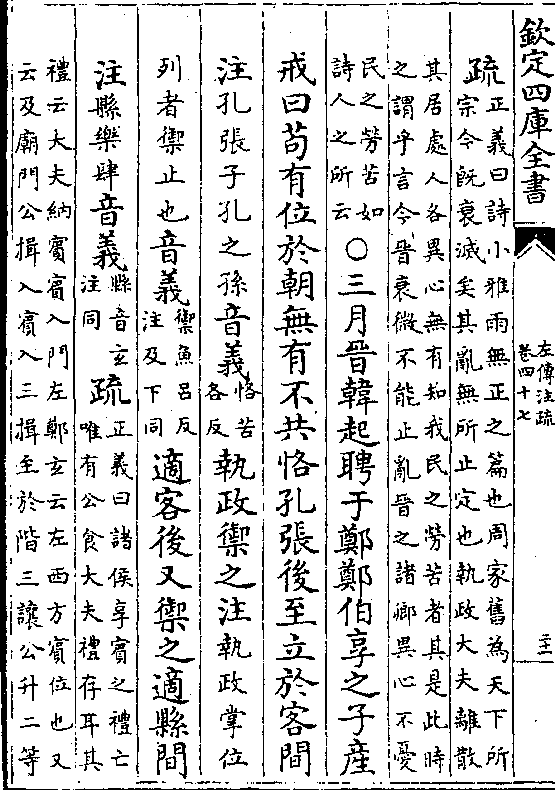 欽定四庫全書
左傳注疏
卷四十七
二十一
疏正義曰詩小雅雨無正之篇也周家舊為天下所
宗今既衰滅矣其亂無所止定也執政大夫離散
其居處人各異心無有知我民之勞苦者其是此時
之謂乎言今晉衰微不能止亂晉之諸卿異心不憂
民之勞苦如
詩人之所云
○三月晉韓起聘于鄭鄭伯享之子產
戒曰苟有位於朝無有不共恪孔張後至立於客間
注孔張子孔之孫音義恪苦
各反
執政禦之注執政掌位
列者禦止也音義禦魚呂反
注及下同
適客後又禦之適縣間
注縣樂肆音義縣音玄
注同
疏正義曰諸侯享賓之禮亡
唯有公食大夫禮存耳其
禮云大夫納賓賓入門左鄭玄云左西方賓位也又
云及廟門公揖入賓入三揖至於階三讓公升二等